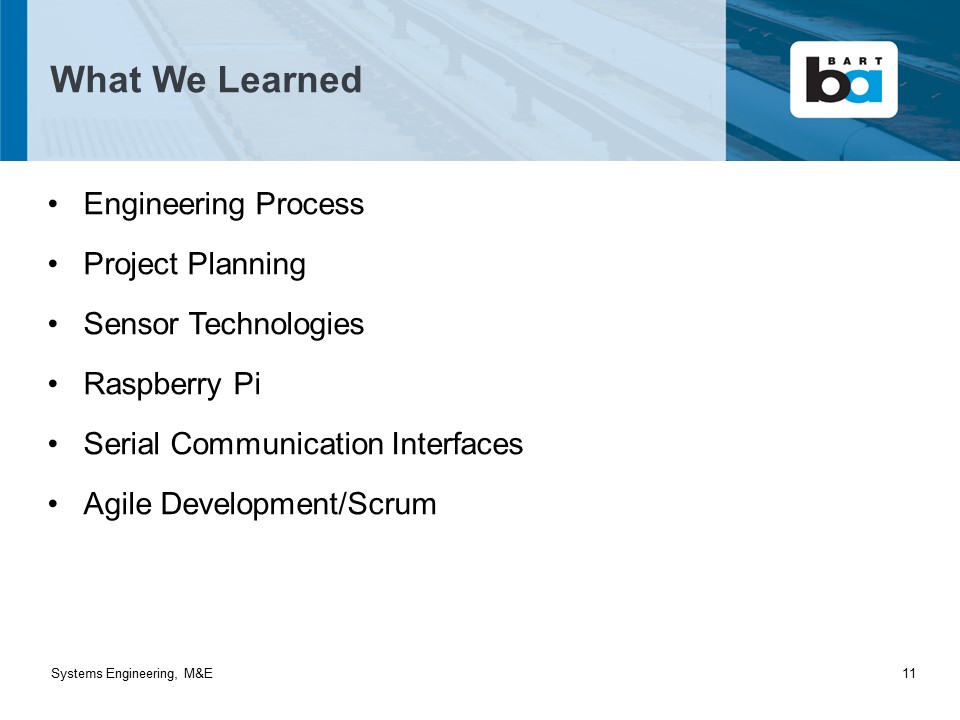 What We Learned
BART
ba
• Engineering Process
• Project Planning
• Sensor Technologies
• Raspberry Pi
• Serial Communication Interfaces
• Agile Development/Scrum
Systems Engineering, M&E
11